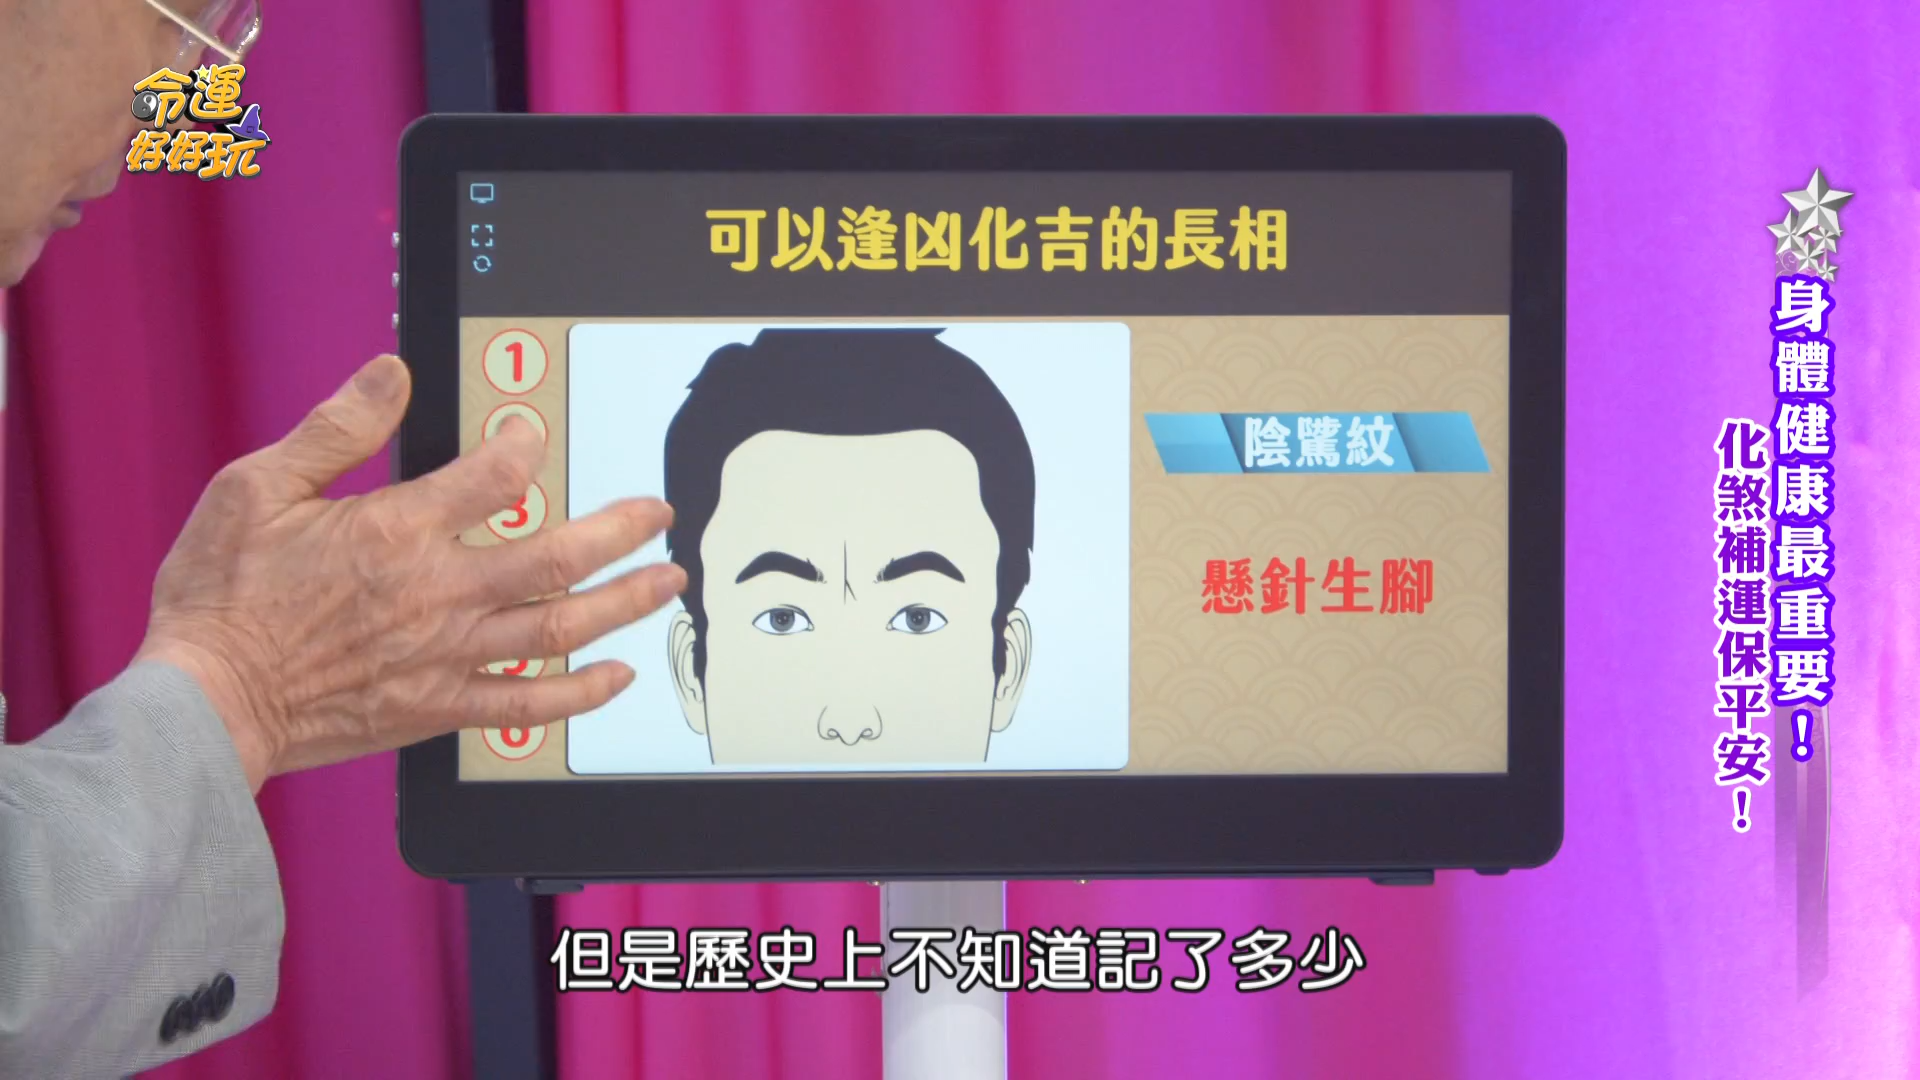 命運
好好玩
可以逢凶化吉的長相
1
3
5
6
陰騭紋
懸針生腳
身體健康最重要！
化煞補運保平安！
但是歷史上不知道記了多少